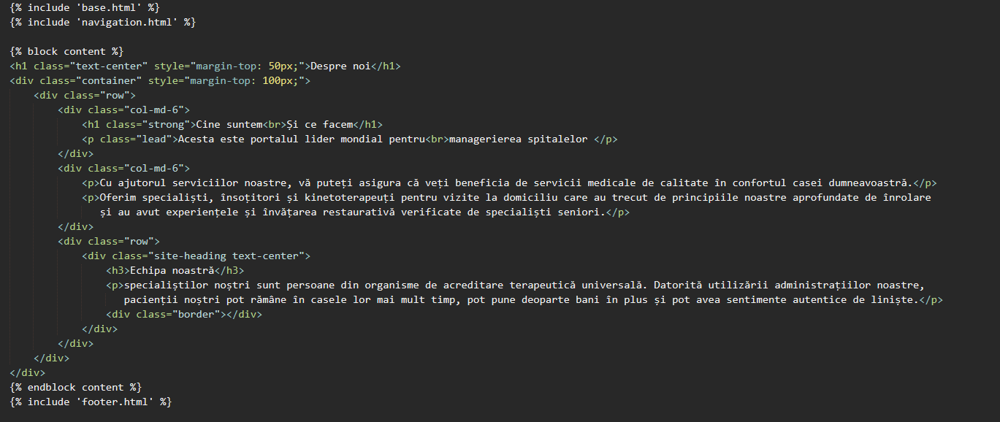 {% include 'base.html' %}
{% include 'navigation.html' %}

{% block content %}
<h1 class="text-center" style="margin-top: 50px;">Despre noi</h1>
<div class="container" style="margin-top: 100px;">
    <div class="row">
        <div class="col-md-6">
            <h1 class="strong">Cine suntem<br>Și ce facem</h1>
            <p class="lead">Acesta este portalul lider mondial pentru<br>managerierea spitalelor </p>
        </div>
        <div class="col-md-6">
            <p>Cu ajutorul serviciilor noastre, vă puteți asigura că veți beneficia de servicii medicale de calitate în confortul casei dumneavoastră.</p>
            <p>Oferim specialiști, însoțitori și kinetoterapeuți pentru vizite la domiciliu care au trecut de principiile noastre aprofundate de înrolare
               și au avut experiențele și învățarea restaurativă verificate de specialiști seniori.</p>
        </div>
        <div class="row">
            <div class="site-heading text-center">
                <h3>Echipa noastră</h3>
                <p>specialiștilor noștri sunt persoane din organisme de acreditare terapeutică universală. Datorită utilizării administrațiilor noastre,
                   pacienții noștri pot rămâne în casele lor mai mult timp, pot pune deoparte bani în plus și pot avea sentimente autentice de liniște.</p>
                <div class="border"></div>
            </div>
        </div>
    </div>
</div>
{% endblock content %}
{% include 'footer.html' %}